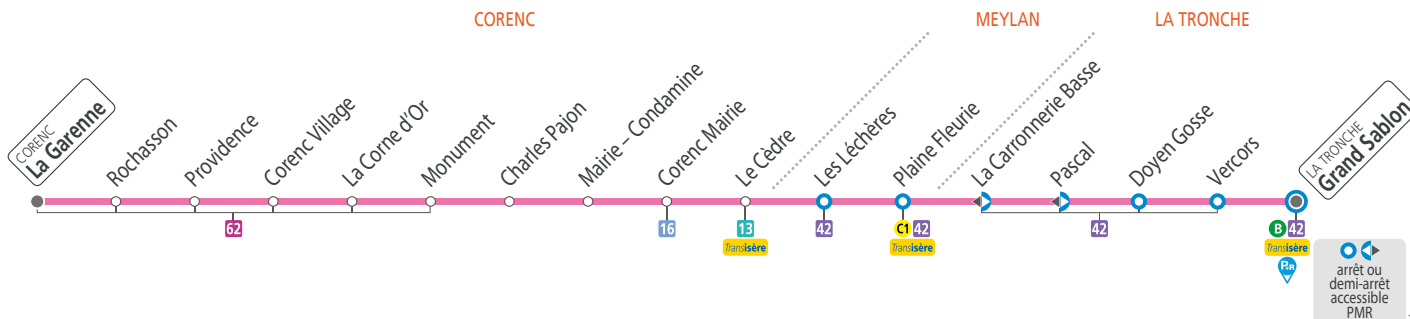 CORENC
MEYLAN
LA TRONCHE
CORENC
La Garenne
Rochasson
Providence
Corenc Village
La Corne d'Or
Monument
Charles Pajon
Mairie – Condamine
Corenc Mairie
Le Cèdre
Les Léchères
Plaine Fleurie
La Carronnerie Basse
Pascal
Doyen Gosse
Vercors
LA TRONCHE
Grand Sablon
62
16
13
Transisère
42
C1 42
Transisère
42
B 42
Transisère
P+R
arrêt ou
demi-arrêt
accessible
PMR